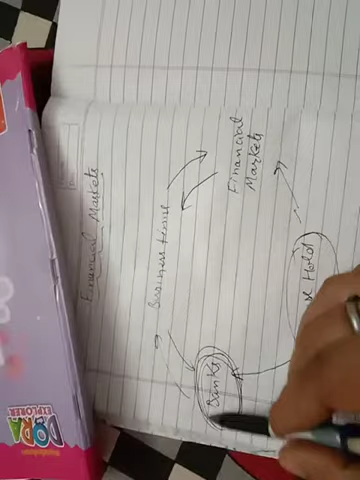 Financial Markets
Business firms
Financial
Markets
Banks
Hold
DORA
EXPLORER